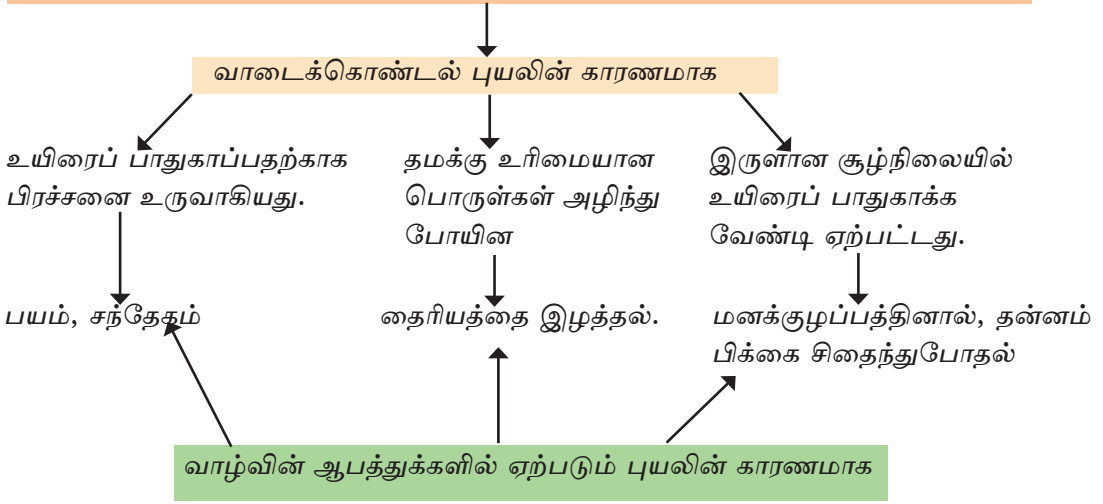 வாடைக்கொண்டல் புயலின் காரணமாக
உயிரைப் பாதுகாப்பதற்காக
பிரச்சனை உருவாகியது.
தமக்கு உரிமையான
பொருள்கள் அழிந்து
போயின
இருளான சூழ்நிலையில்
உயிரைப் பாதுகாக்க
வேண்டி ஏற்பட்டது.
பயம், சந்தேகம்
தைரியத்தை இழத்தல்.
மனக்குழப்பத்தினால், தன்னம்
பிக்கை சிதைந்துபோதல்
வாழ்வின் ஆபத்துக்களில் ஏற்படும் புயலின் காரணமாக